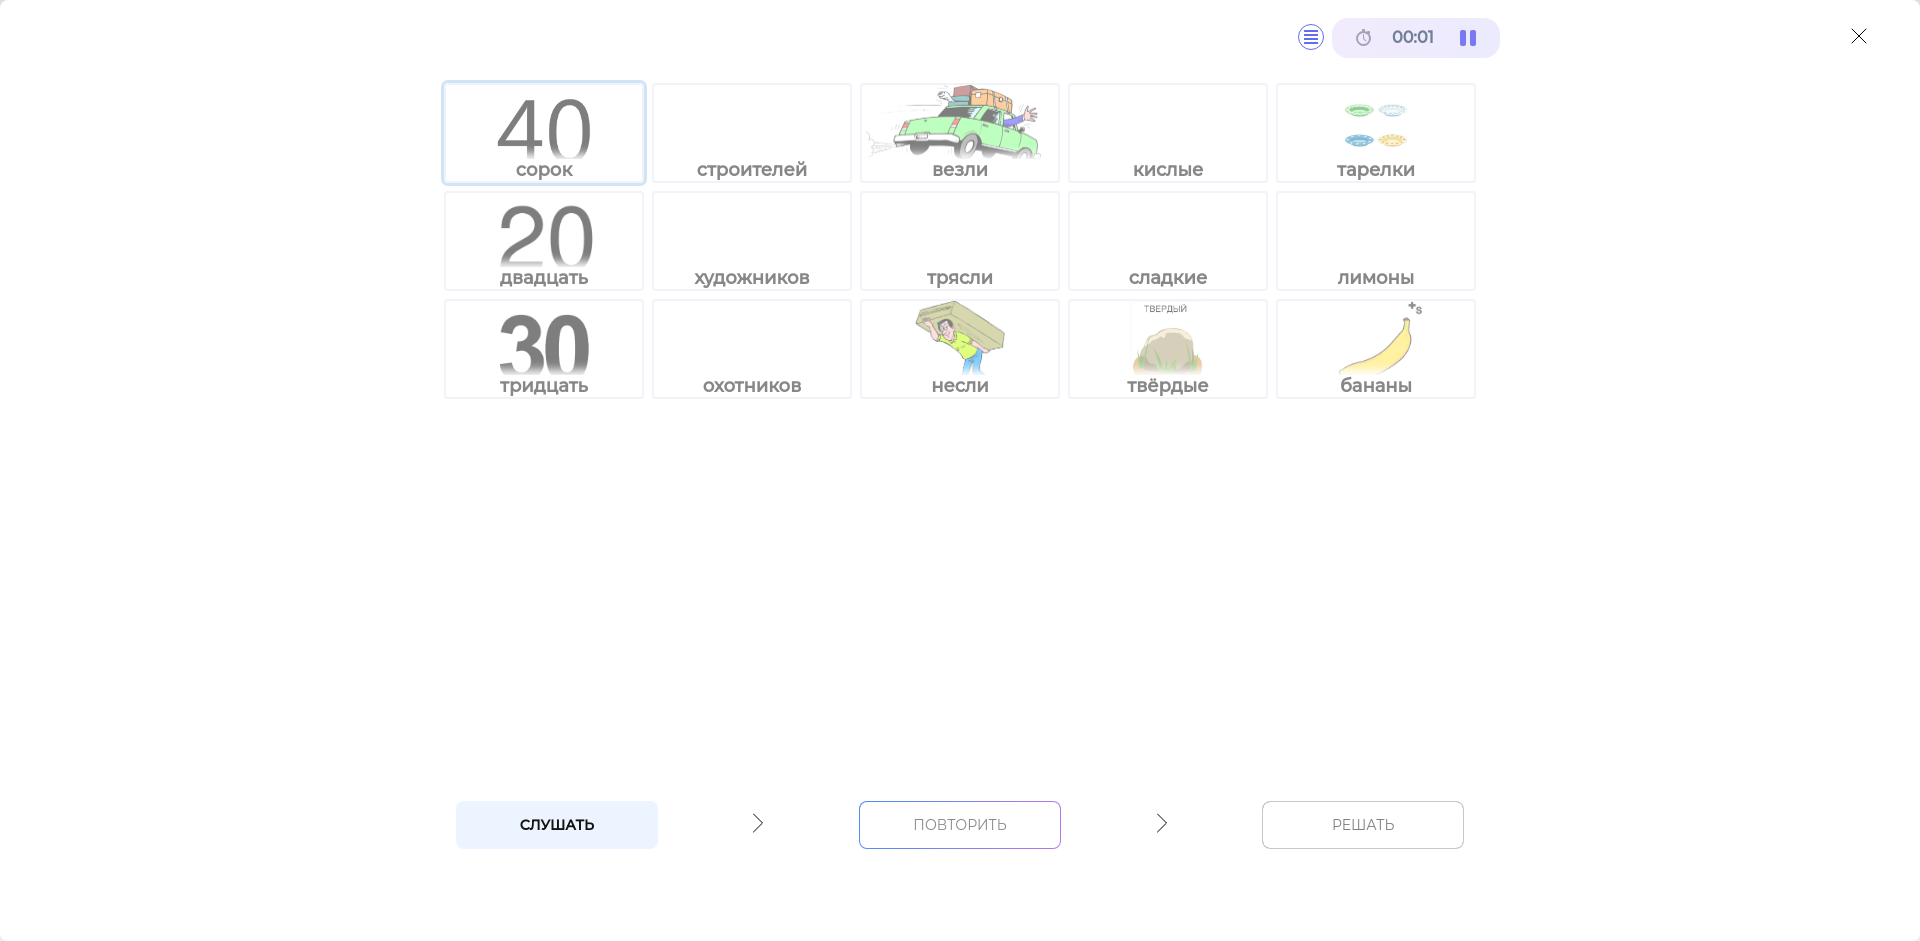 00:01
40
сорок
строителей
везли
кислые
тарелки
20
двадцать
художников
трясли
сладкие
лимоны
30
тридцать
охотников
несли
ТВЕРДЫЙ
твёрдые
+s
бананы
СЛУШАТЬ
ПОВТОРИТЬ
РЕШАТЬ